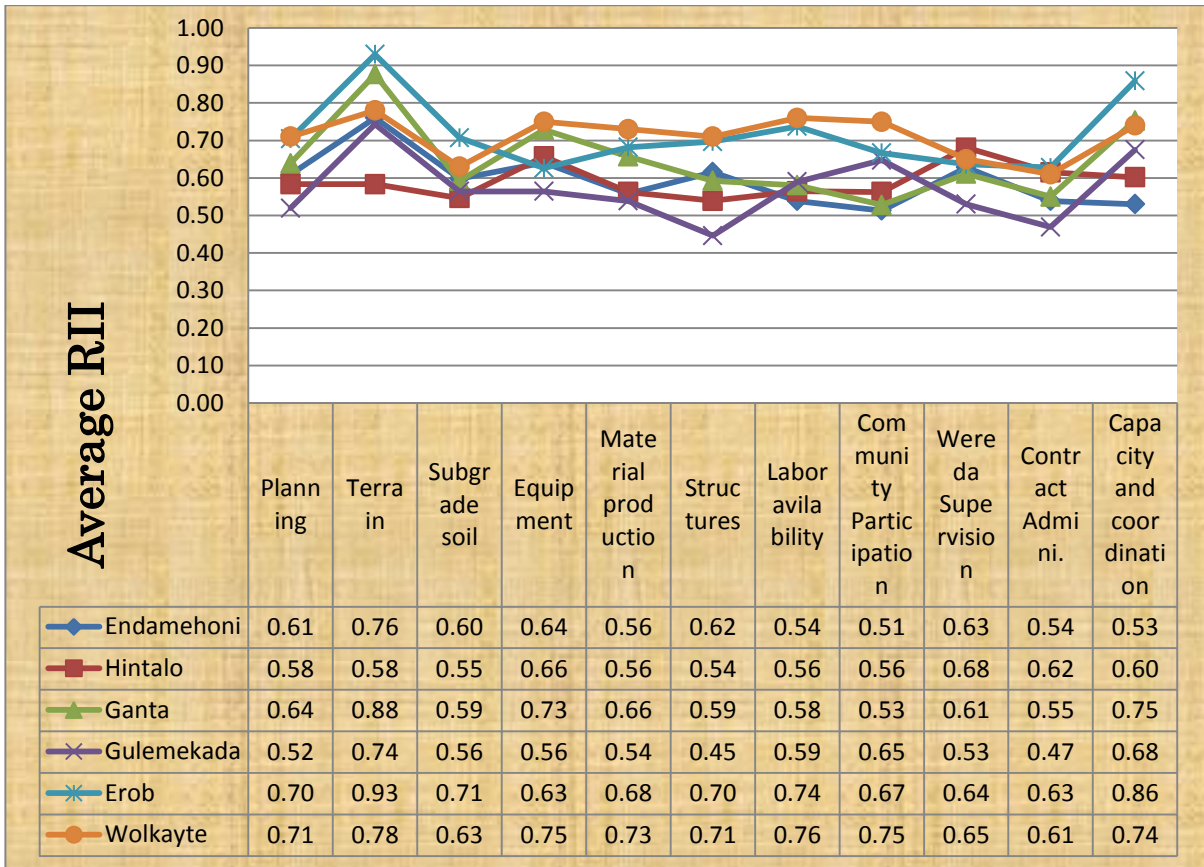 1.00
0.90
0.80
0.70
0.60
0.50
0.40
0.30
0.20
0.10
0.00
Average RII
Plann
ing
Terra
in
Subgr
ade
soil
Equip
ment
Mate
rial
prod
uctio
n
Struc
tures
Labor
avila
bility
Com
muni
ty
Partic
ipatio
n
Were
da
Supe
rvisio
n
Contr
act
Admi
ni.
Capa
city
and
coor
dinati
on
Endamehoni 0.61 0.76 0.60 0.64 0.56 0.62 0.54 0.51 0.63 0.54 0.53
Hintalo 0.58 0.58 0.55 0.66 0.56 0.54 0.56 0.56 0.68 0.62 0.60
Ganta 0.64 0.88 0.59 0.73 0.66 0.59 0.58 0.53 0.61 0.55 0.75
Gulemekada 0.52 0.74 0.56 0.56 0.54 0.45 0.59 0.65 0.53 0.47 0.68
Erob 0.70 0.93 0.71 0.63 0.68 0.70 0.74 0.67 0.64 0.63 0.86
Wolkayte 0.71 0.78 0.63 0.75 0.73 0.71 0.76 0.75 0.65 0.61 0.74